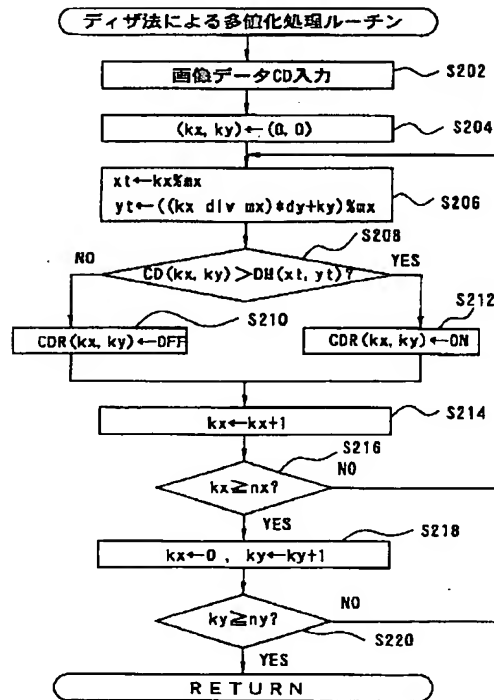 ディザ法による多値化処理ルーチン
画像データCD入力
S202
(kx, ky)←(0, 0)
S204
xt←kx%mx
yt←((kx div mx)*dy+ky)%mx
S206
S208
NO
CD(kx, ky)>DM(xt, yt)?
YES
S210
S212
CDR(kx, ky)←OFF
CDR(kx, ky)←ON
S214
kx←kx+1
S216
NO
kx≧nx?
YES
S218
kx←0 , ky←ky+1
NO
ky≧ny?
S220
YES
RETURN